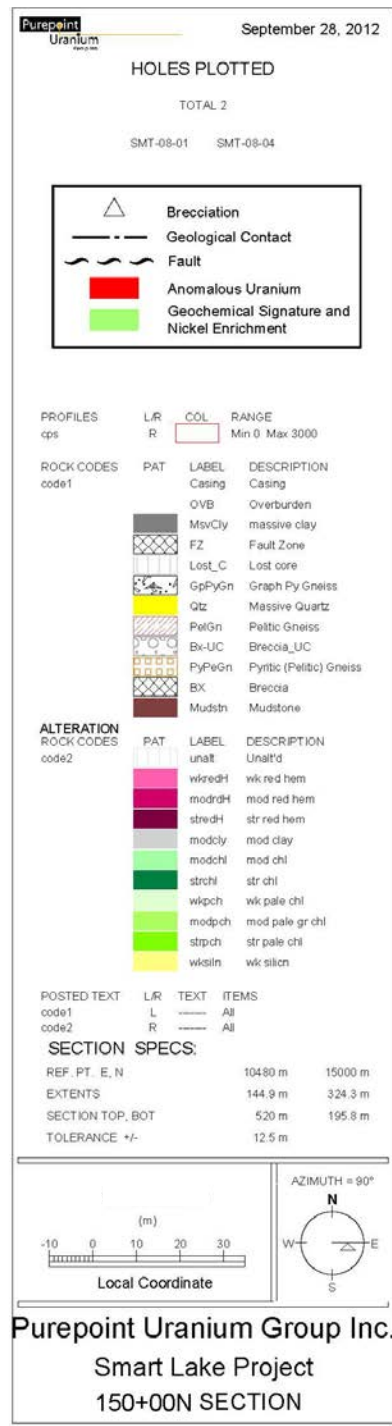 Purepoint
Uranium
September 28, 2012
HOLES PLOTTED
TOTAL 2
SMT-08-01 SMT-08-04
Brecciation
Geological Contact
Fault
Anomalous Uranium
Geochemical Signature and
Nickel Enrichment
PROFILES L/R COL RANGE
cps R Min 0 Max 3000
ROCK CODES PAT LABEL DESCRIPTION
code1 Casing Casing
OVB Overburden
MsvCly massive clay
FZ Fault Zone
Lost_C Lost core
GpPyGn Graph Py Gneiss
Qtz Massive Quartz
PelGn Pelitic Gneiss
Bx-UC Breccia_UC
PyPeGn Pyritic (Pelitic) Gneiss
BX Breccia
Mudstn Mudstone
ALTERATION
ROCK CODES PAT LABEL DESCRIPTION
code2 unalt Unalt'd
wkredH wk red hem
modrdH mod red hem
stredH str red hem
modcly mod clay
modchl mod chl
strchl str chl
wkpch wk pale chl
modpch mod pale gr chl
strpch str pale chl
wksiln wk silicn
POSTED TEXT L/R TEXT ITEMS
code1 L ------ All
code2 R ------ All
SECTION SPECS:
REF. PT. E, N 10480 m 15000 m
EXTENTS 144.9 m 324.3 m
SECTION TOP, BOT 520 m 195.8 m
TOLERANCE +/- 12.5 m
AZIMUTH = 90°
N
W E
S
(m)
-10 0 10 20 30
Local Coordinate
Purepoint Uranium Group Inc.
Smart Lake Project
150+00N SECTION